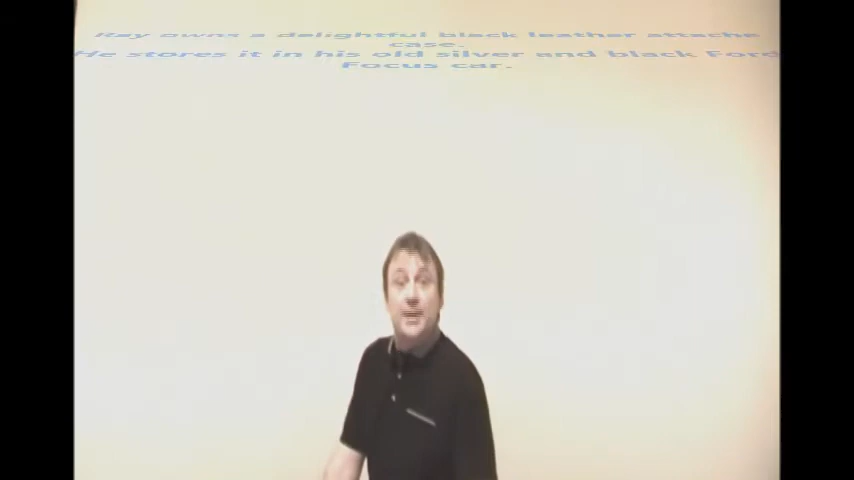 Ray owns a delightful black leather attache
case.
He stores it in his old silver and black Ford
Focus car.